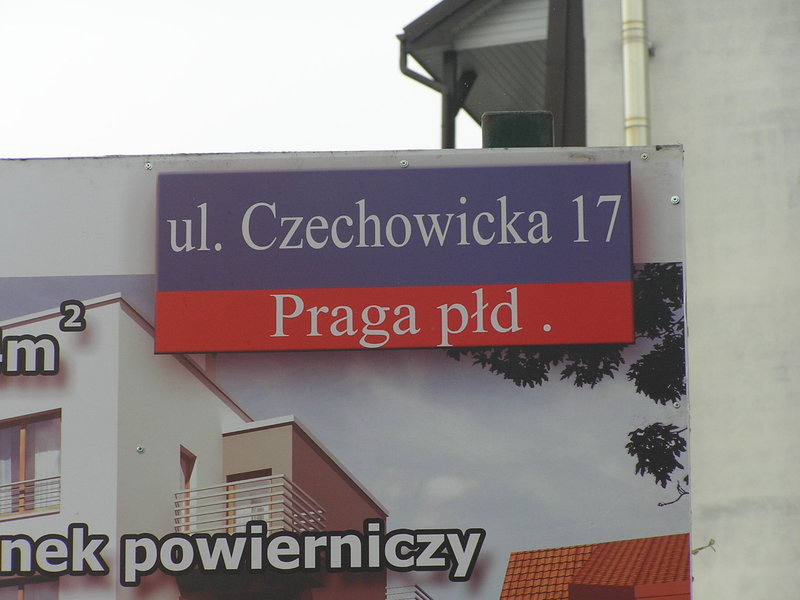 ul. Czechowicka 17
Praga płd .
m²
nek powierniczy